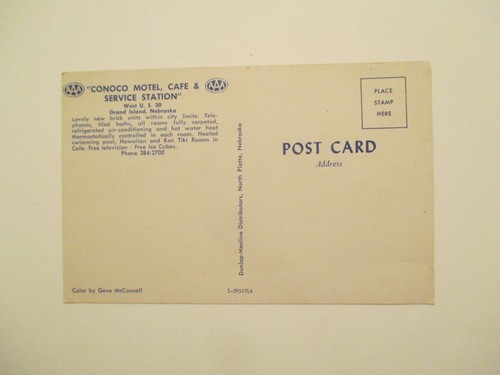 AAA "CONOCO MOTEL, CAFE & AAA
SERVICE STATION"
West U. S. 30
Grand Island, Nebraska
Lovely new brick units within city limits. Tele-
phones, tiled baths, all rooms fully carpeted,
refrigerated air-conditioning and hot water heat
thermostatically controlled in each room. Heated
swimming pool, Hawaiian and Kon Tiki Rooms in
Cafe. Free television - Free Ice Cubes.
Phone 384-2700
Color by Gene McConnell
Dunlap-Henline Distributors, North Platte, Nebraska
S-39517L4
PLACE
STAMP
HERE
POST CARD
Address